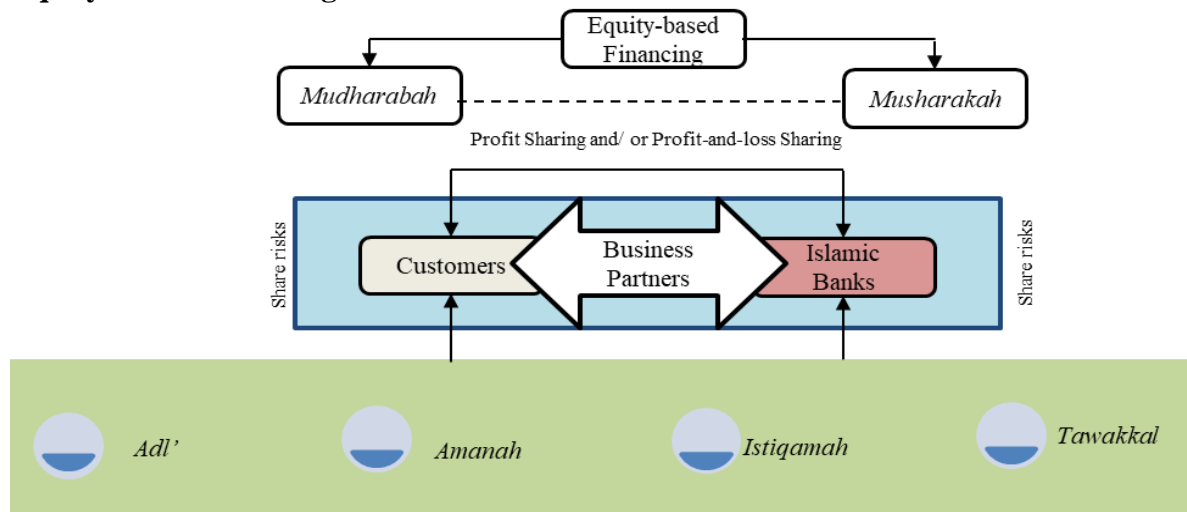 Equity-based
Financing
Mudharabah
Musharakah
Profit Sharing and/ or Profit-and-loss Sharing
Share risks
Customers
Business
Partners
Islamic
Banks
Share risks
Adl’
Amanah
Istiqamah
Tawakkal